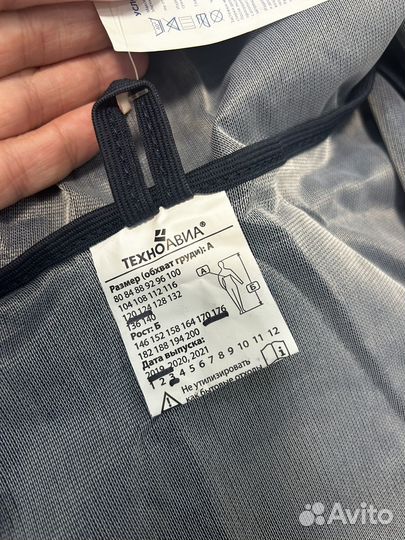 ТЕХНОАВИА®
Размер (обхват груди): А
80 84 88 92 96 100
104 108 112 116
120 124 128 132
136 140
Рост: Б
146 152 158 164 170 176
182 188 194 200
Дата выпуска:
2019, 2020, 2021
1 2 3 4 5 6 7 8 9 10 11 12
Не утилизировать
как бытовые отходы
А
Б
Avito